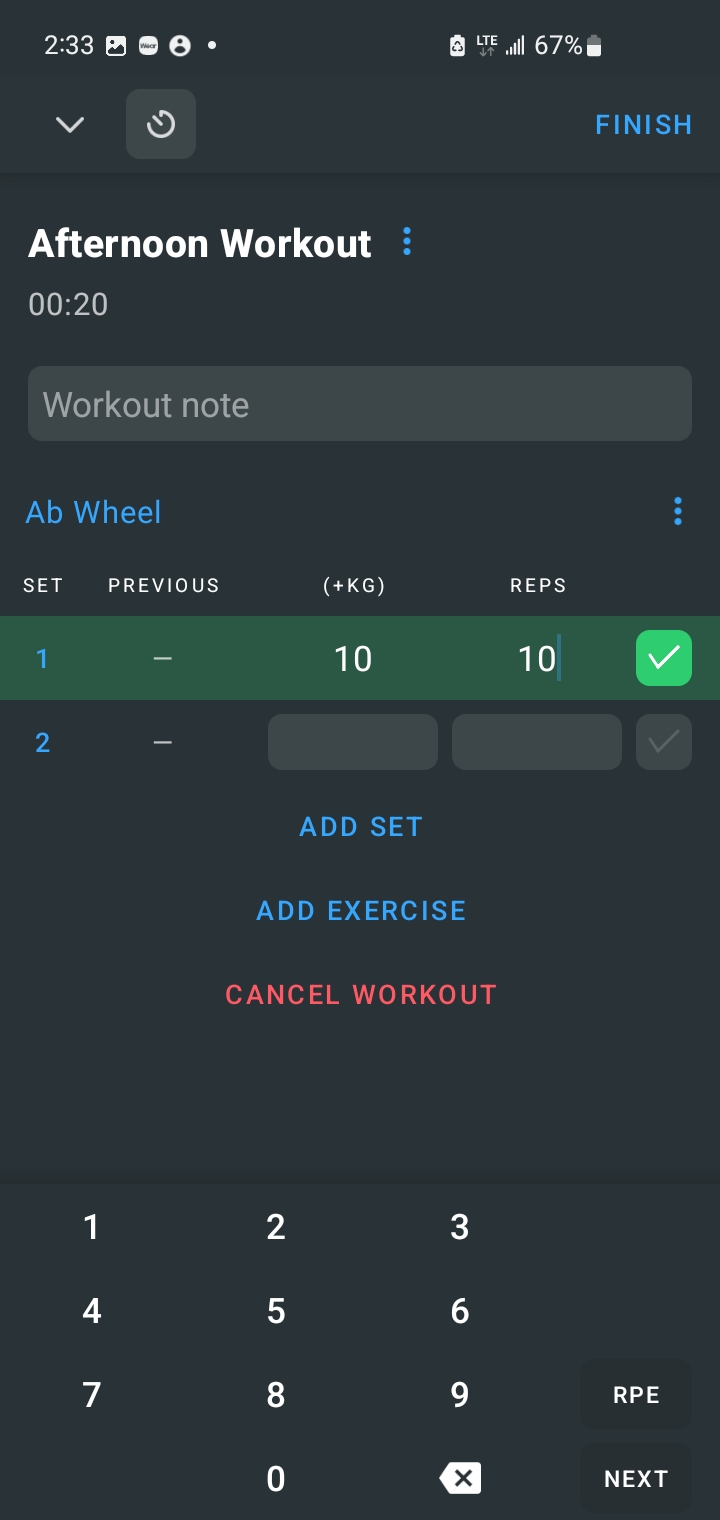 2:33 Wear LTE 67%
FINISH
Afternoon Workout
00:20
Workout note
Ab Wheel
SET PREVIOUS (+KG) REPS
1 — 10 10
2 —
ADD SET
ADD EXERCISE
CANCEL WORKOUT
1 2 3
4 5 6
7 8 9 RPE
0 NEXT